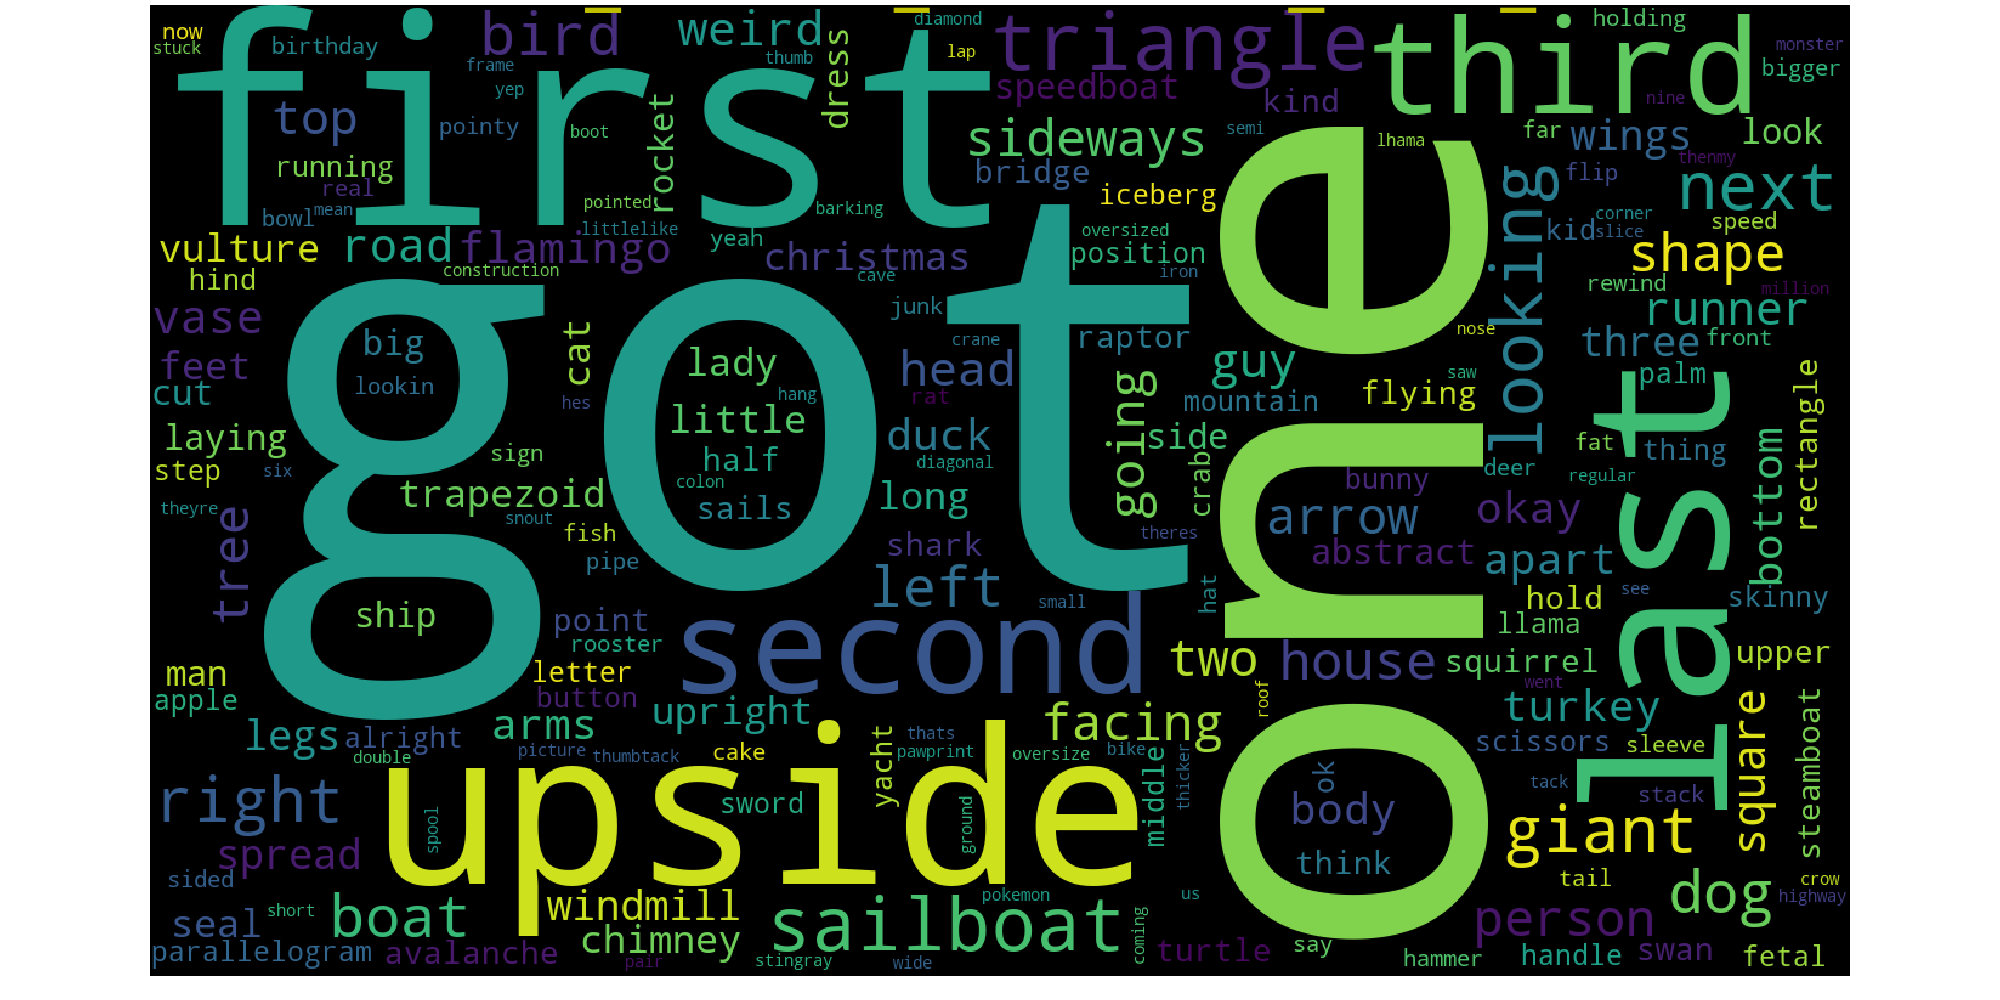 now
stuck
birthday
first
frame
yep
bird
weird
thumb
dress
diamond
lap
triangle
speedboat
kind
third
holding
monster
bigger
nine
top
pointy
boot
rocket
running
real
bowl
mean
pointed
littlelike
barking
sideways
bridge
semi
iceberg
lhama
far
wings
look
thenmy
flip
next
corner
slice
kid
speed
vulture
road
flamingo
yeah
christmas
oversized
position
looking
shape
hind
construction
cave
iron
rewind
million
vase
got
junk
raptor
one
nose
runner
big
cat
lady
crane
head
guy
three
front
feet
lookin
hang
rat
going
mountain
flying
saw
palm
last
rectangle
cut
hes
little
duck
side
fat
thing
bottom
laying
sign
half
diagonal
crab
deer
regular
step
six
colon
bunny
trapezoid
sails
long
arrow
okay
theyre
tree
snout
fish
shark
theres
abstract
apart
pipe
left
hat
hold
see
skinny
ship
point
small
llama
rooster
second
two
house
squirrel
upper
man
letter
roof
went
apple
button
legs
alright
arms
upright
facing
turkey
double
picture
thumbtack
cake
yacht
thats
pawprint
oversize
bike
middle
thicker
scissors
sleeve
square
steamboat
right
upside
sword
ok
tack
stack
spool
ground
body
giant
spread
think
sided
tail
crow
short
windmill
pokemon
us
dog
highway
seal
boat
chimney
sailboat
coming
person
parallelogram
avalanche
pair
stingray
wide
turtle
say
hammer
handle
swan
fetal